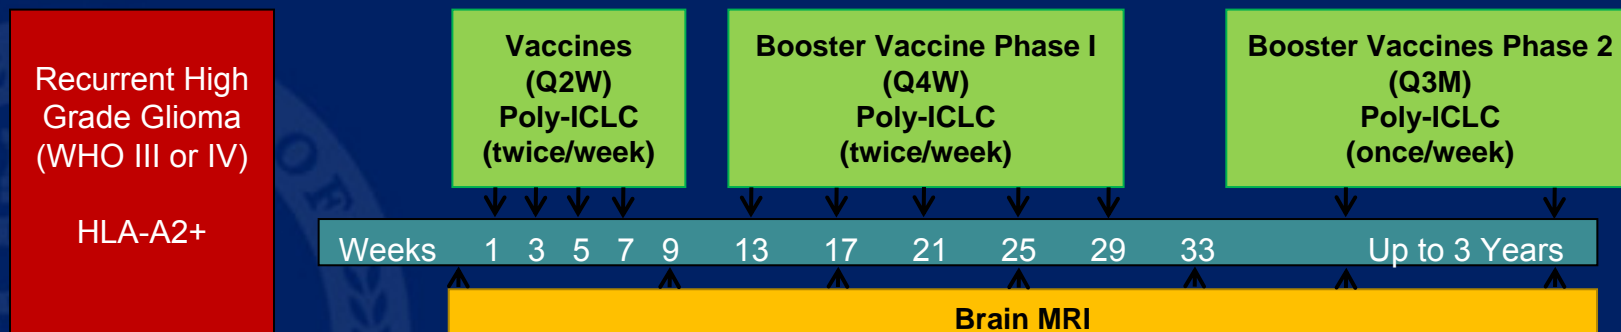 Recurrent High
Grade Glioma
(WHO III or IV)
HLA-A2+
Vaccines
(Q2W)
Poly-ICLC
(twice/week)
Booster Vaccine Phase I
(Q4W)
Poly-ICLC
(twice/week)
Booster Vaccines Phase 2
(Q3M)
Poly-ICLC
(once/week)
Weeks 1 3 5 7 9 13 17 21 25 29 33 Up to 3 Years
Brain MRI